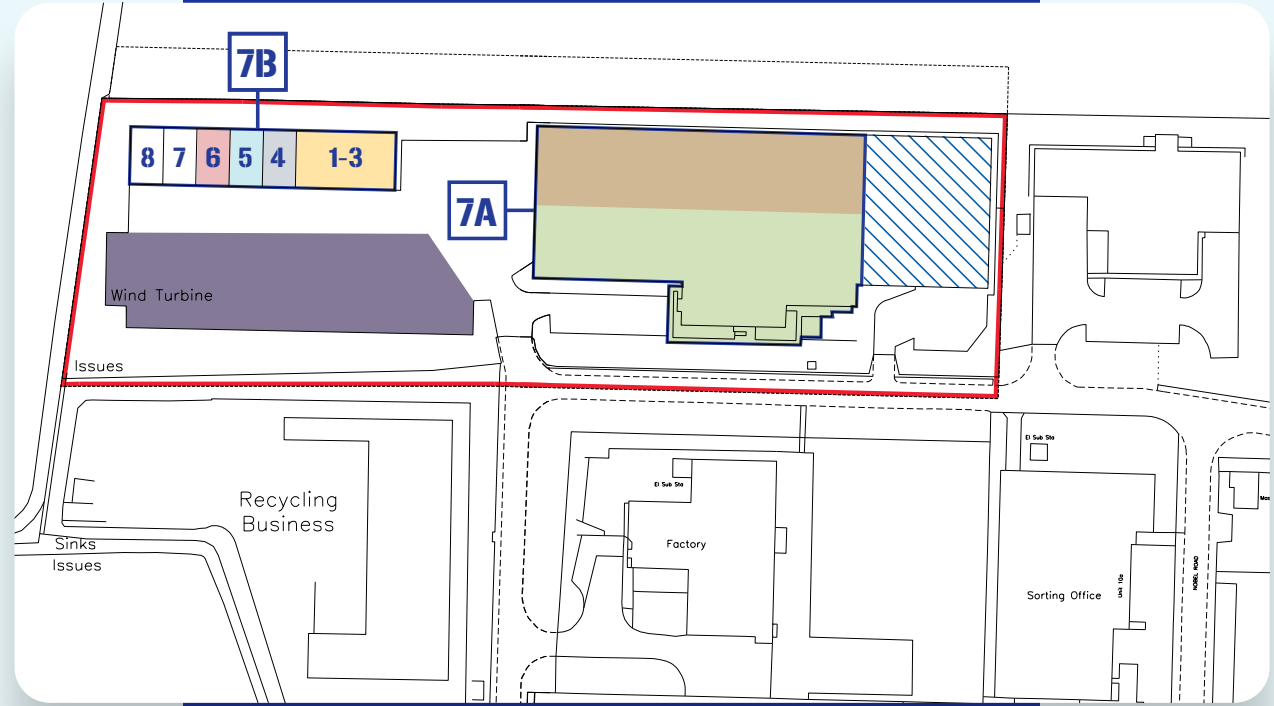 7B
8 7 6 5 4 1-3
7A
Wind Turbine
Issues
El Sub Sta
Recycling
Business
El Sub Sta
Sinks
Issues
Factory
Sorting Office
Unit 10a
NOBEL ROAD